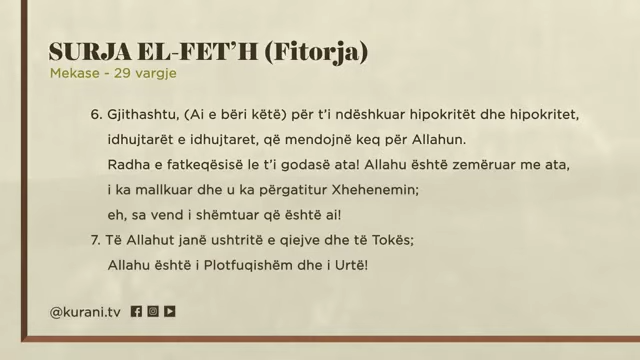 SURJA EL-FET’H (Fitorja)
Mekase - 29 vargje
6. Gjithashtu, (Ai e bëri këtë) për t’i ndëshkuar hipokritët dhe hipokritet,
idhujtarët e idhujtaret, që mendojnë keq për Allahun.
Radha e fatkeqësisë le t’i godasë ata! Allahu është zemëruar me ata,
i ka mallkuar dhe u ka përgatitur Xhehenemin;
eh, sa vend i shëmtuar që është ai!
7. Të Allahut janë ushtritë e qiejve dhe të Tokës;
Allahu është i Plotfuqishëm dhe i Urtë!
@kurani.tv